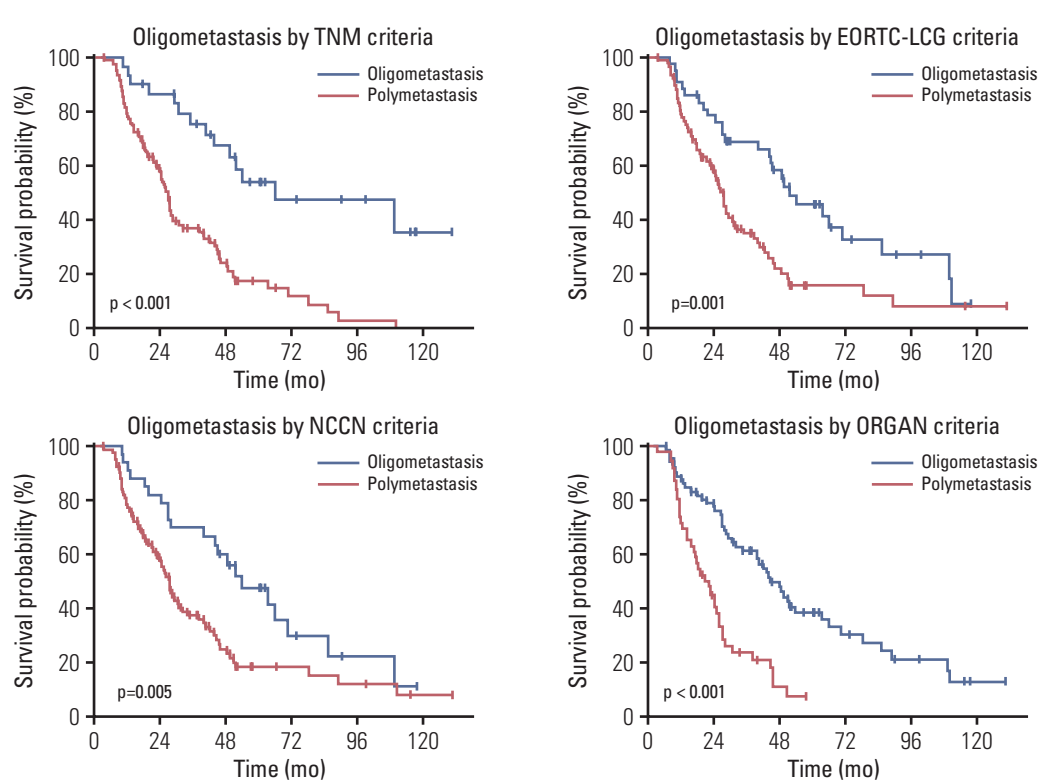 Oligometastasis by TNM criteria
Survival probability (%)
100
80
60
40
20
0
Oligometastasis
Polymetastasis
p < 0.001
0 24 48 72 96 120
Time (mo)
Oligometastasis by EORTC-LCG criteria
Survival probability (%)
100
80
60
40
20
0
Oligometastasis
Polymetastasis
p=0.001
0 24 48 72 96 120
Time (mo)
Oligometastasis by NCCN criteria
Survival probability (%)
100
80
60
40
20
0
Oligometastasis
Polymetastasis
p=0.005
0 24 48 72 96 120
Time (mo)
Oligometastasis by ORGAN criteria
Survival probability (%)
100
80
60
40
20
0
Oligometastasis
Polymetastasis
p < 0.001
0 24 48 72 96 120
Time (mo)